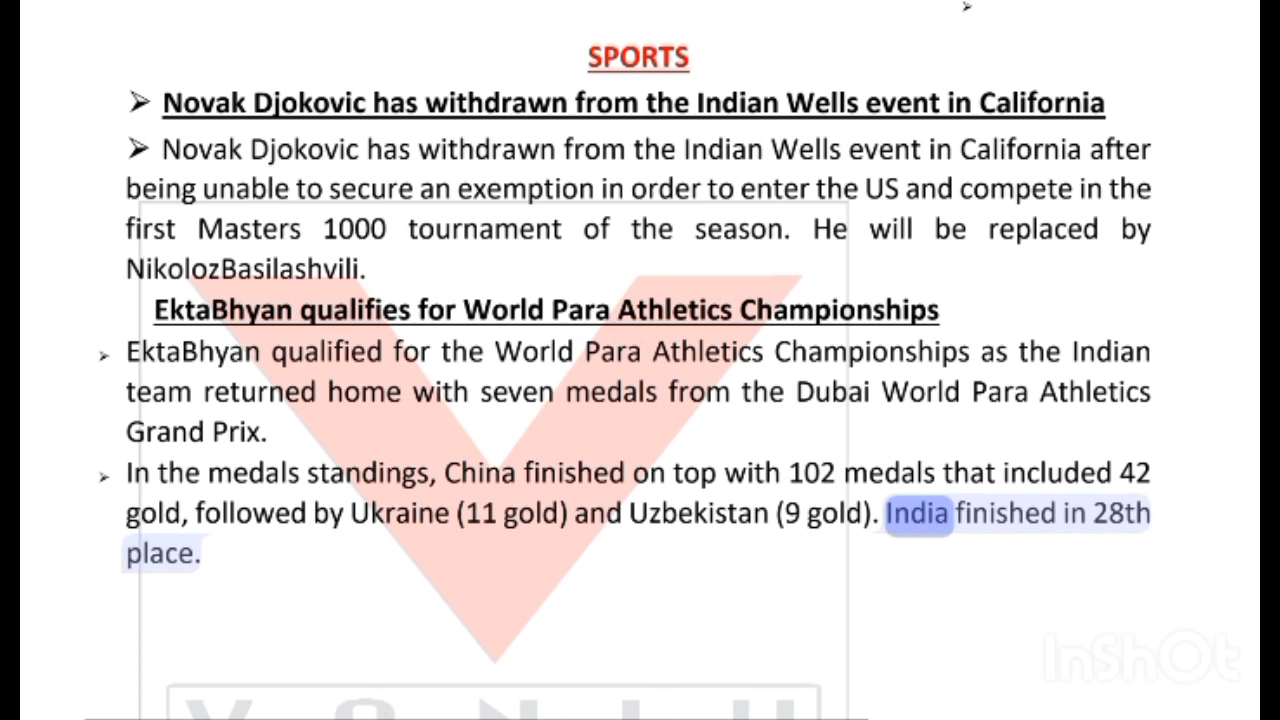 SPORTS
➢ Novak Djokovic has withdrawn from the Indian Wells event in California
➢ Novak Djokovic has withdrawn from the Indian Wells event in California after
being unable to secure an exemption in order to enter the US and compete in the
first Masters 1000 tournament of the season. He will be replaced by
NikolozBasilashvili.
EktaBhyan qualifies for World Para Athletics Championships
➢ EktaBhyan qualified for the World Para Athletics Championships as the Indian
team returned home with seven medals from the Dubai World Para Athletics
Grand Prix.
➢ In the medals standings, China finished on top with 102 medals that included 42
gold, followed by Ukraine (11 gold) and Uzbekistan (9 gold). India finished in 28th
place.
InShOt